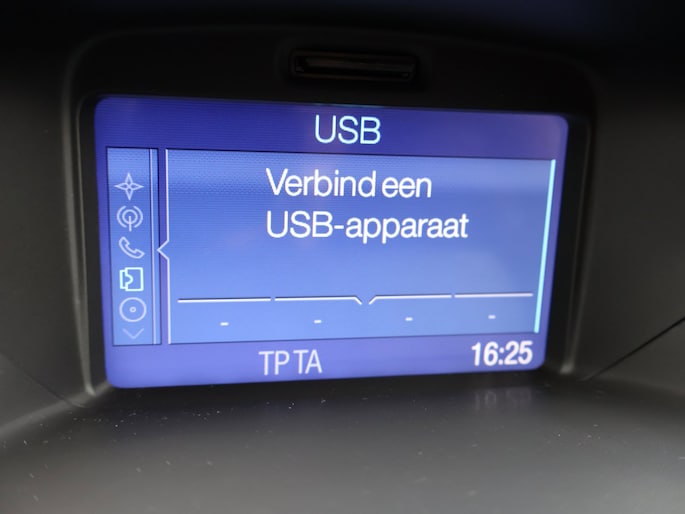 USB
Verbind een
USB-apparaat
- - - -
TP TA 16:25